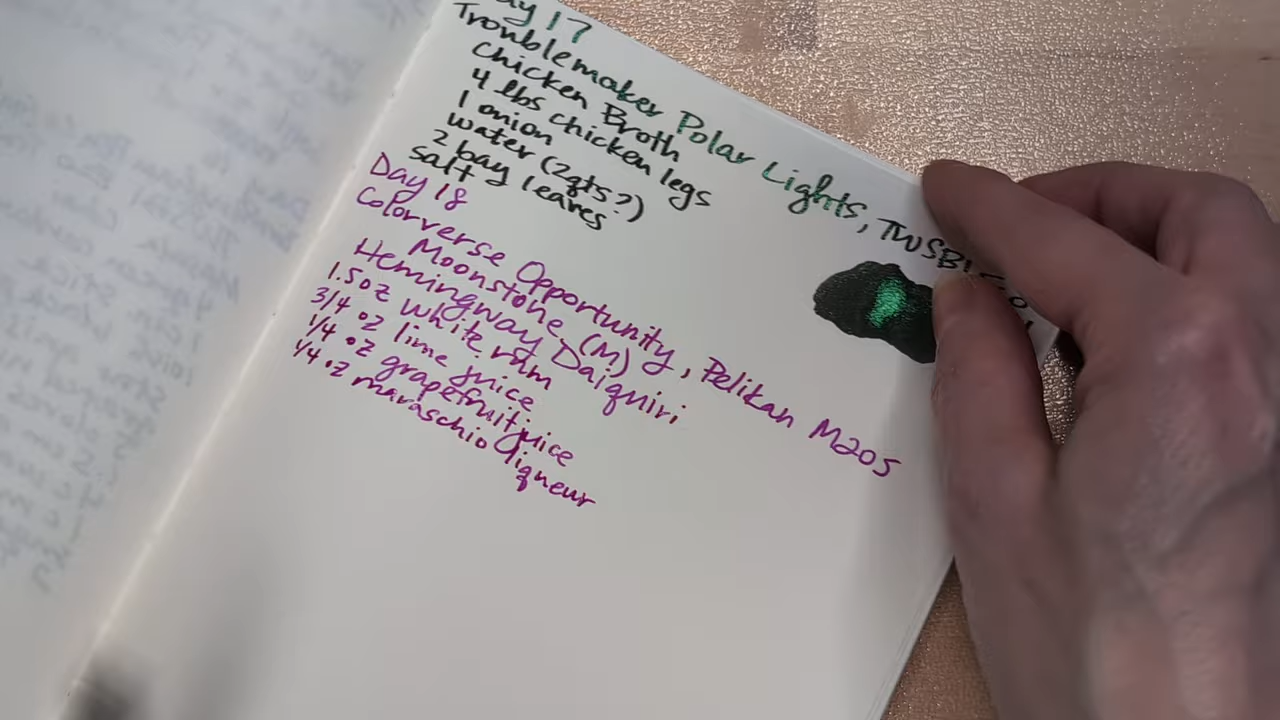 Day 17
Troublemaker Polar Lights, TWSBI
Chicken Broth
4 lbs chicken legs
1 onion
water (2qts?)
2 bay leaves
salt
Day 18
Colorverse Opportunity, Pelikan M205
Moonstone (M)
Hemingway Daiquiri
1.5oz white rum
3/4 oz lime juice
1/4 oz grapefruit juice
1/4 oz maraschio liqueur